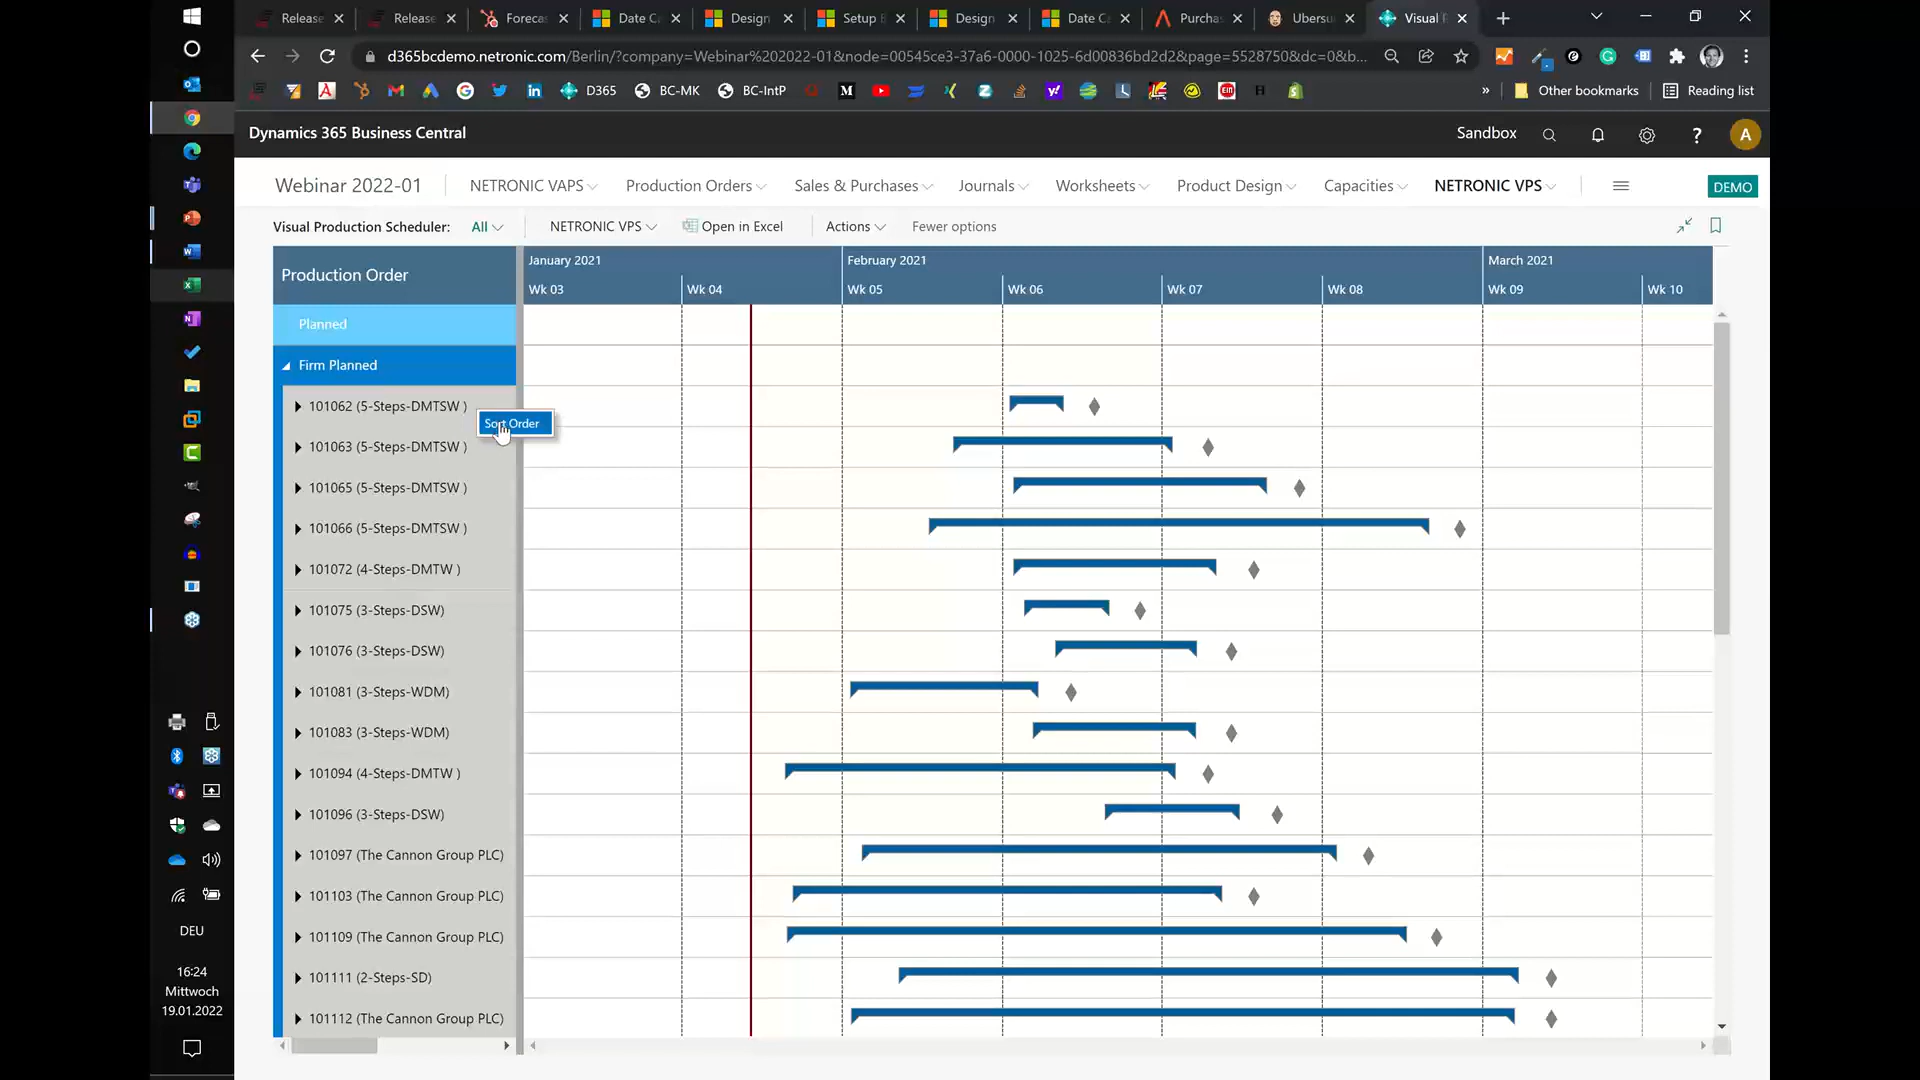 Release
Release
Forecas
Date C
Design
Setup E
Design
Date C
Purcha
Ubersu
Visual
d365bcdemo.netronic.com/Berlin/?company=Webinar%202022-01&node=00545ce3-37a6-0000-1025-6d00836bd2d2&page=5528750&dc=0&b...
D365
BC-MK
BC-IntP
»
Other bookmarks
Reading list
Dynamics 365 Business Central
Sandbox
?
A
Webinar 2022-01
NETRONIC VAPS
Production Orders
Sales & Purchases
Journals
Worksheets
Product Design
Capacities
NETRONIC VPS
DEMO
Visual Production Scheduler:
All
NETRONIC VPS
Open in Excel
Actions
Fewer options
Production Order
January 2021
February 2021
March 2021
Wk 03
Wk 04
Wk 05
Wk 06
Wk 07
Wk 08
Wk 09
Wk 10
Planned
Firm Planned
101062 (5-Steps-DMTSW )
Sort Order
101063 (5-Steps-DMTSW )
101065 (5-Steps-DMTSW )
101066 (5-Steps-DMTSW )
101072 (4-Steps-DMTW )
101075 (3-Steps-DSW)
101076 (3-Steps-DSW)
101081 (3-Steps-WDM)
101083 (3-Steps-WDM)
101094 (4-Steps-DMTW )
101096 (3-Steps-DSW)
101097 (The Cannon Group PLC)
101103 (The Cannon Group PLC)
101109 (The Cannon Group PLC)
101111 (2-Steps-SD)
101112 (The Cannon Group PLC)
DEU
16:24
Mittwoch
19.01.2022